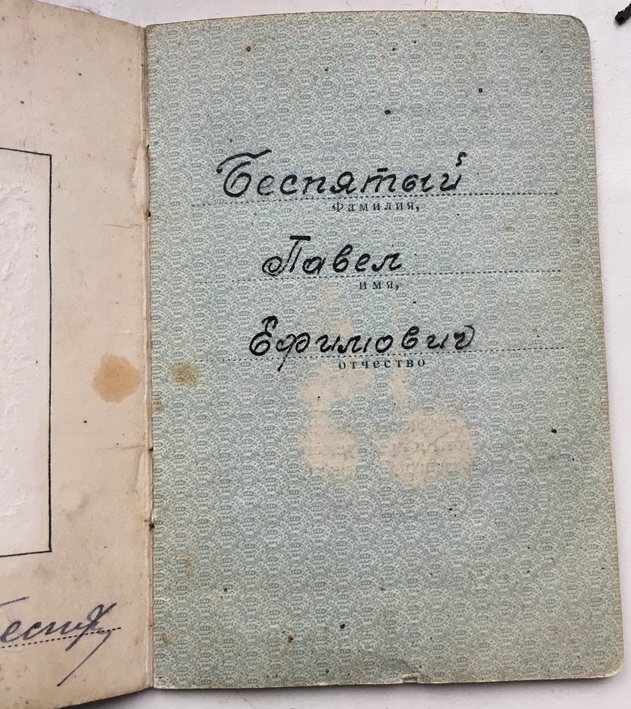 Беспятый
фамилия,
Павел
имя,
Ефимович
отчество